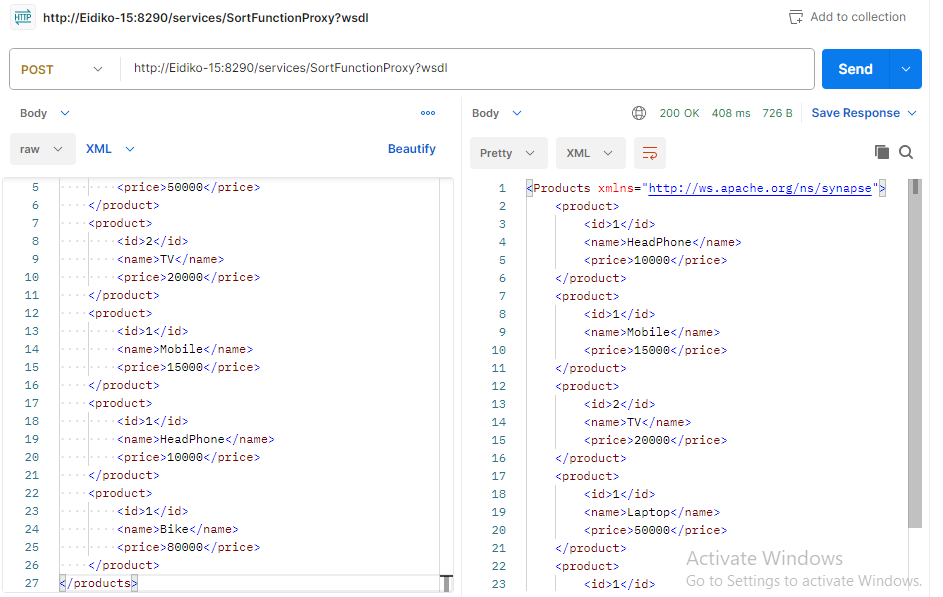 HTTP http://Eidiko-15:8290/services/SortFunctionProxy?wsdl
Add to collection
POST
http://Eidiko-15:8290/services/SortFunctionProxy?wsdl
Send
Body
raw
XML
Beautify
5 <price>50000</price>
6 </product>
7 <product>
8 <id>2</id>
9 <name>TV</name>
10 <price>20000</price>
11 </product>
12 <product>
13 <id>1</id>
14 <name>Mobile</name>
15 <price>15000</price>
16 </product>
17 <product>
18 <id>1</id>
19 <name>HeadPhone</name>
20 <price>10000</price>
21 </product>
22 <product>
23 <id>1</id>
24 <name>Bike</name>
25 <price>80000</price>
26 </product>
27 </products>
Body
200 OK 408 ms 726 B
Save Response
Pretty
XML
1 <Products xmlns="http://ws.apache.org/ns/synapse">
2 <product>
3 <id>1</id>
4 <name>HeadPhone</name>
5 <price>10000</price>
6 </product>
7 <product>
8 <id>1</id>
9 <name>Mobile</name>
10 <price>15000</price>
11 </product>
12 <product>
13 <id>2</id>
14 <name>TV</name>
15 <price>20000</price>
16 </product>
17 <product>
18 <id>1</id>
19 <name>Laptop</name>
20 <price>50000</price>
21 </product>
22 <product>
23 <id>1</id>
Activate Windows
Go to Settings to activate Windows.